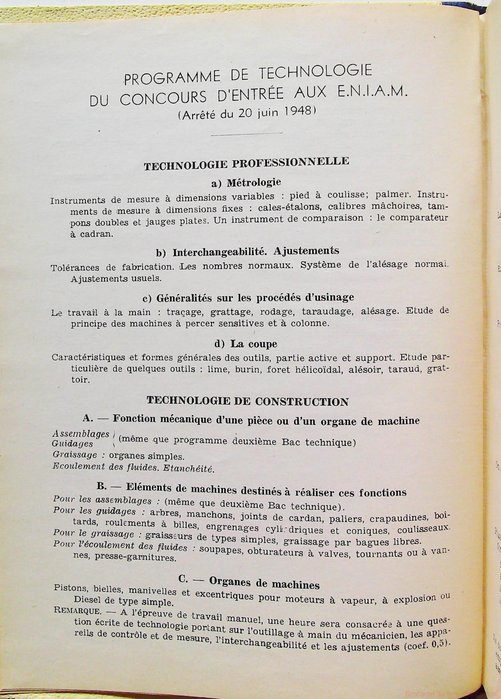 PROGRAMME DE TECHNOLOGIE
DU CONCOURS D'ENTRÉE AUX E.N.I.A.M.
(Arrêté du 20 juin 1948)
TECHNOLOGIE PROFESSIONNELLE
a) Métrologie
Instruments de mesure à dimensions variables : pied à coulisse; palmer. Instru-
ments de mesure à dimensions fixes : cales-étalons, calibres mâchoires, tam-
pons doubles et jauges plates. Un instrument de comparaison : le comparateur
à cadran.
b) Interchangeabilité. Ajustements
Tolérances de fabrication. Les nombres normaux. Système de l'alésage normal.
Ajustements usuels.
c) Généralités sur les procédés d'usinage
Le travail à la main : traçage, grattage, rodage, taraudage, alésage. Etude de
principe des machines à percer sensitives et à colonne.
d) La coupe
Caractéristiques et formes générales des outils, partie active et support. Etude par-
ticulière de quelques outils : lime, burin, foret hélicoïdal, alésoir, taraud, grat-
toir.
TECHNOLOGIE DE CONSTRUCTION
A. — Fonction mécanique d'une pièce ou d'un organe de machine
Assemblages ) (même que programme deuxième Bac technique)
Guidages
Graissage : organes simples.
Ecoulement des fluides. Etanchéité.
B. — Eléments de machines destinés à réaliser ces fonctions
Pour les assemblages : (même que deuxième Bac technique).
Pour les guidages : arbres, manchons, joints de cardan, paliers, crapaudines, boi-
tards, roulements à billes, engrenages cylindriques et coniques, coulisseaux.
Pour le graissage : graisseurs de types simples, graissage par bagues libres.
Pour l'écoulement des fluides : soupapes, obturateurs à valves, tournants ou à van-
nes, presse-garnitures.
C. — Organes de machines
Pistons, bielles, manivelles et excentriques pour moteurs à vapeur, à explosion ou
Diesel de type simple.
REMARQUE. — A l'épreuve de travail manuel, une heure sera consacrée à une ques-
tion écrite de technologie portant sur l'outillage à main du mécanicien, les appa-
reils de contrôle et de mesure, l'interchangeabilité et les ajustements (coef. 0,5).